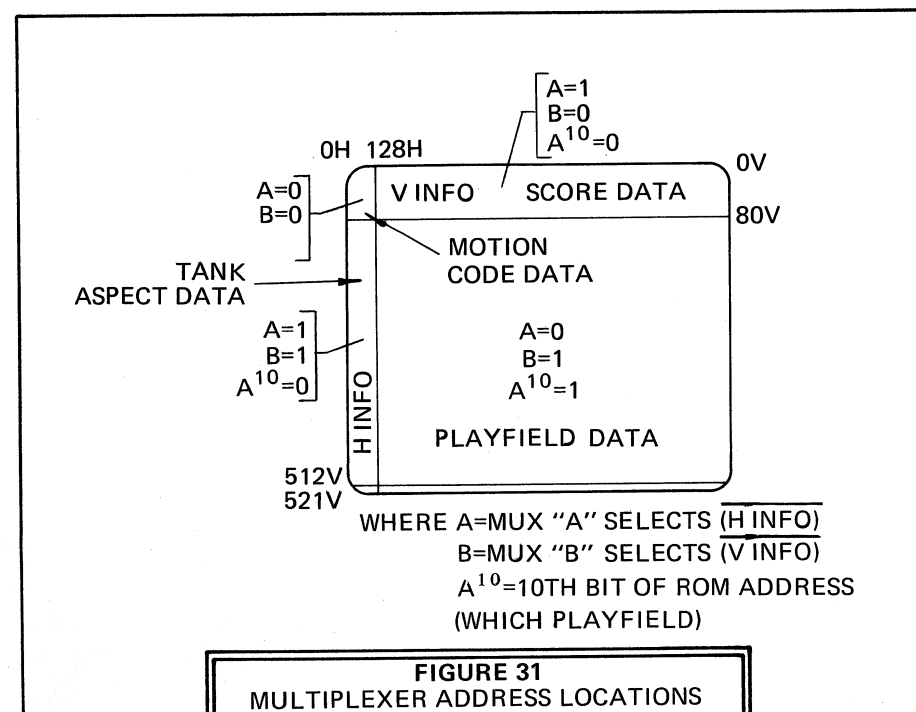 A=1
B=0
A¹⁰=0
0H 128H
0V
A=0
B=0
V INFO SCORE DATA
80V
MOTION
CODE DATA
TANK
ASPECT DATA
A=1
B=1
A¹⁰=0
A=0
B=1
A¹⁰=1
H INFO
PLAYFIELD DATA
512V
521V
WHERE A=MUX “A” SELECTS (H INFO)
B=MUX “B” SELECTS (V INFO)
A¹⁰=10TH BIT OF ROM ADDRESS
(WHICH PLAYFIELD)
FIGURE 31
MULTIPLEXER ADDRESS LOCATIONS